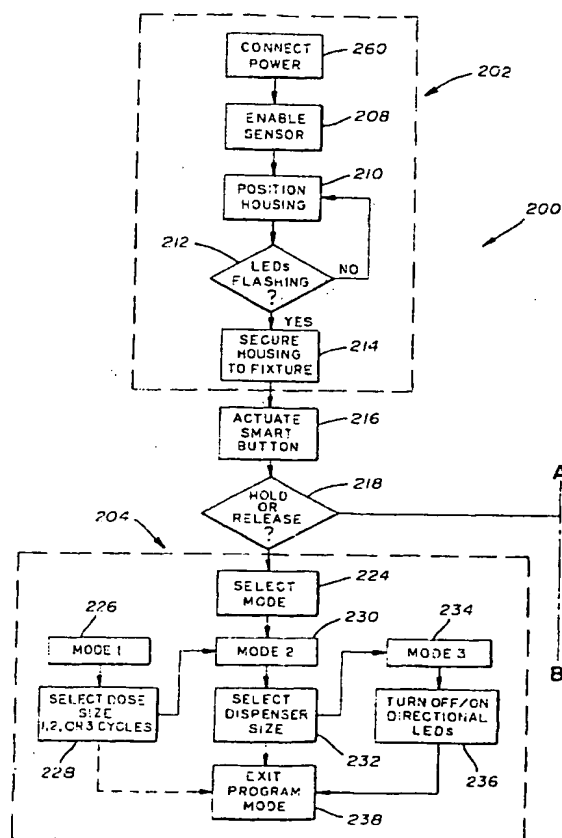 CONNECT
POWER
260
202
ENABLE
SENSOR
208
POSITION
HOUSING
210
200
212
LEDs
FLASHING
?
NO
YES
SECURE
HOUSING
TO FIXTURE
214
ACTUATE
SMART
BUTTON
216
HOLD
OR
RELEASE
?
218
A
204
SELECT
MODE
224
226
230
234
MODE 1
MODE 2
MODE 3
B
SELECT DOSE
SIZE
1,2, OR 3 CYCLES
228
SELECT
DISPENSER
SIZE
232
TURN OFF/ON
DIRECTIONAL
LEDs
236
EXIT
PROGRAM
MODE
238